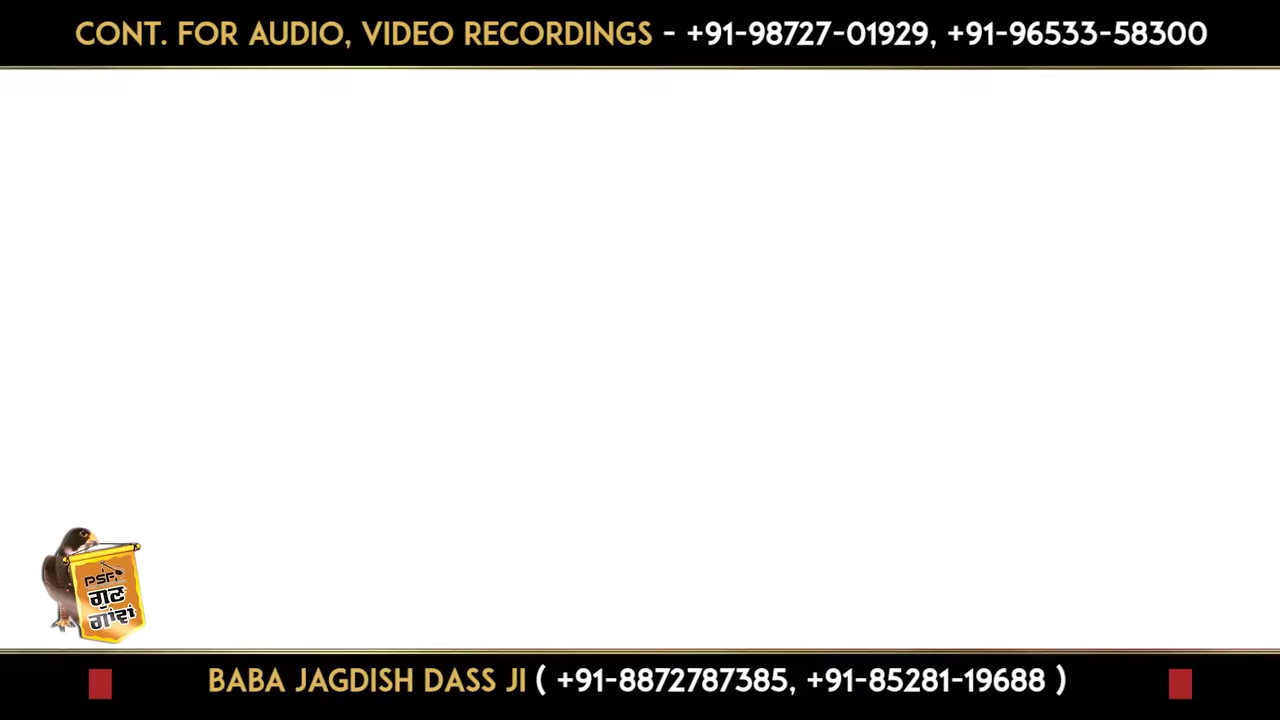 CONT. FOR AUDIO, VIDEO RECORDINGS - +91-98727-01929, +91-96533-58300
PSF
ਗੁਣ
ਗਾਂਵਾਂ
BABA JAGDISH DASS JI ( +91-8872787385, +91-85281-19688 )